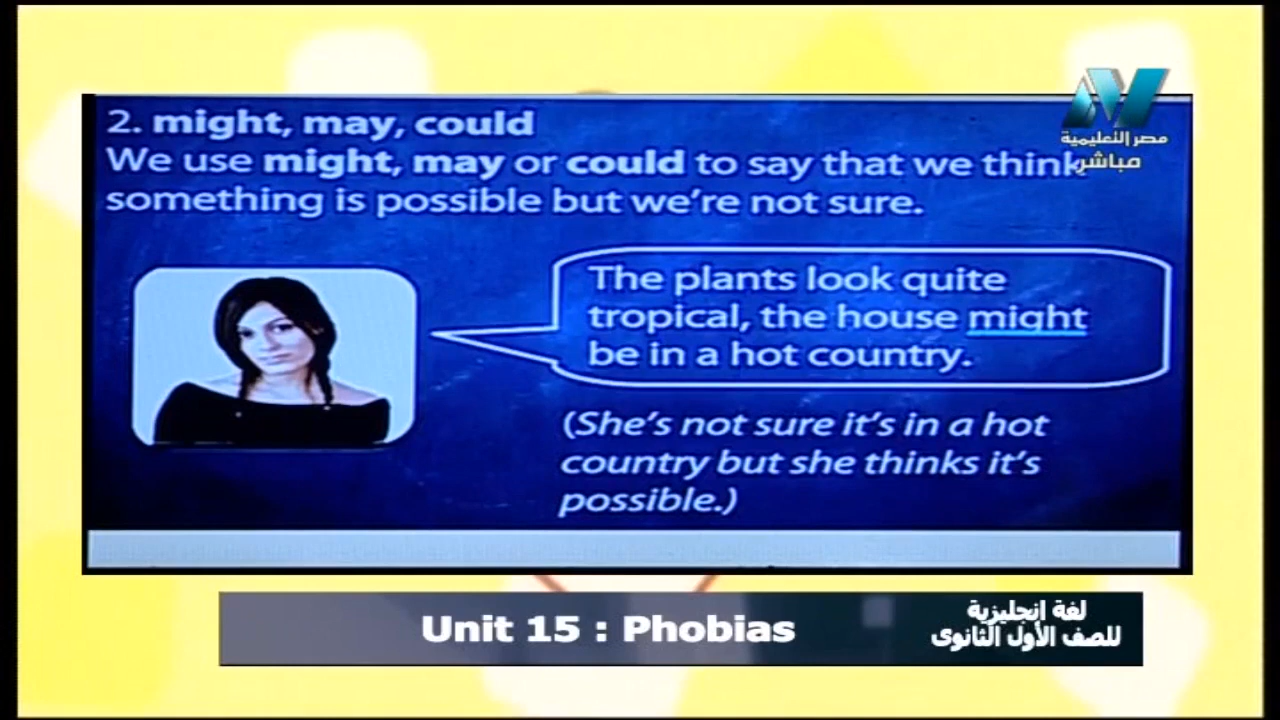 2. might, may, could
We use might, may or could to say that we think
something is possible but we're not sure.
The plants look quite
tropical, the house might
be in a hot country.
(She's not sure it's in a hot
country but she thinks it's
possible.)
مصر التعليمية
مباشر
Unit 15 : Phobias
لغة إنجليزية
للصف الأول الثانوى